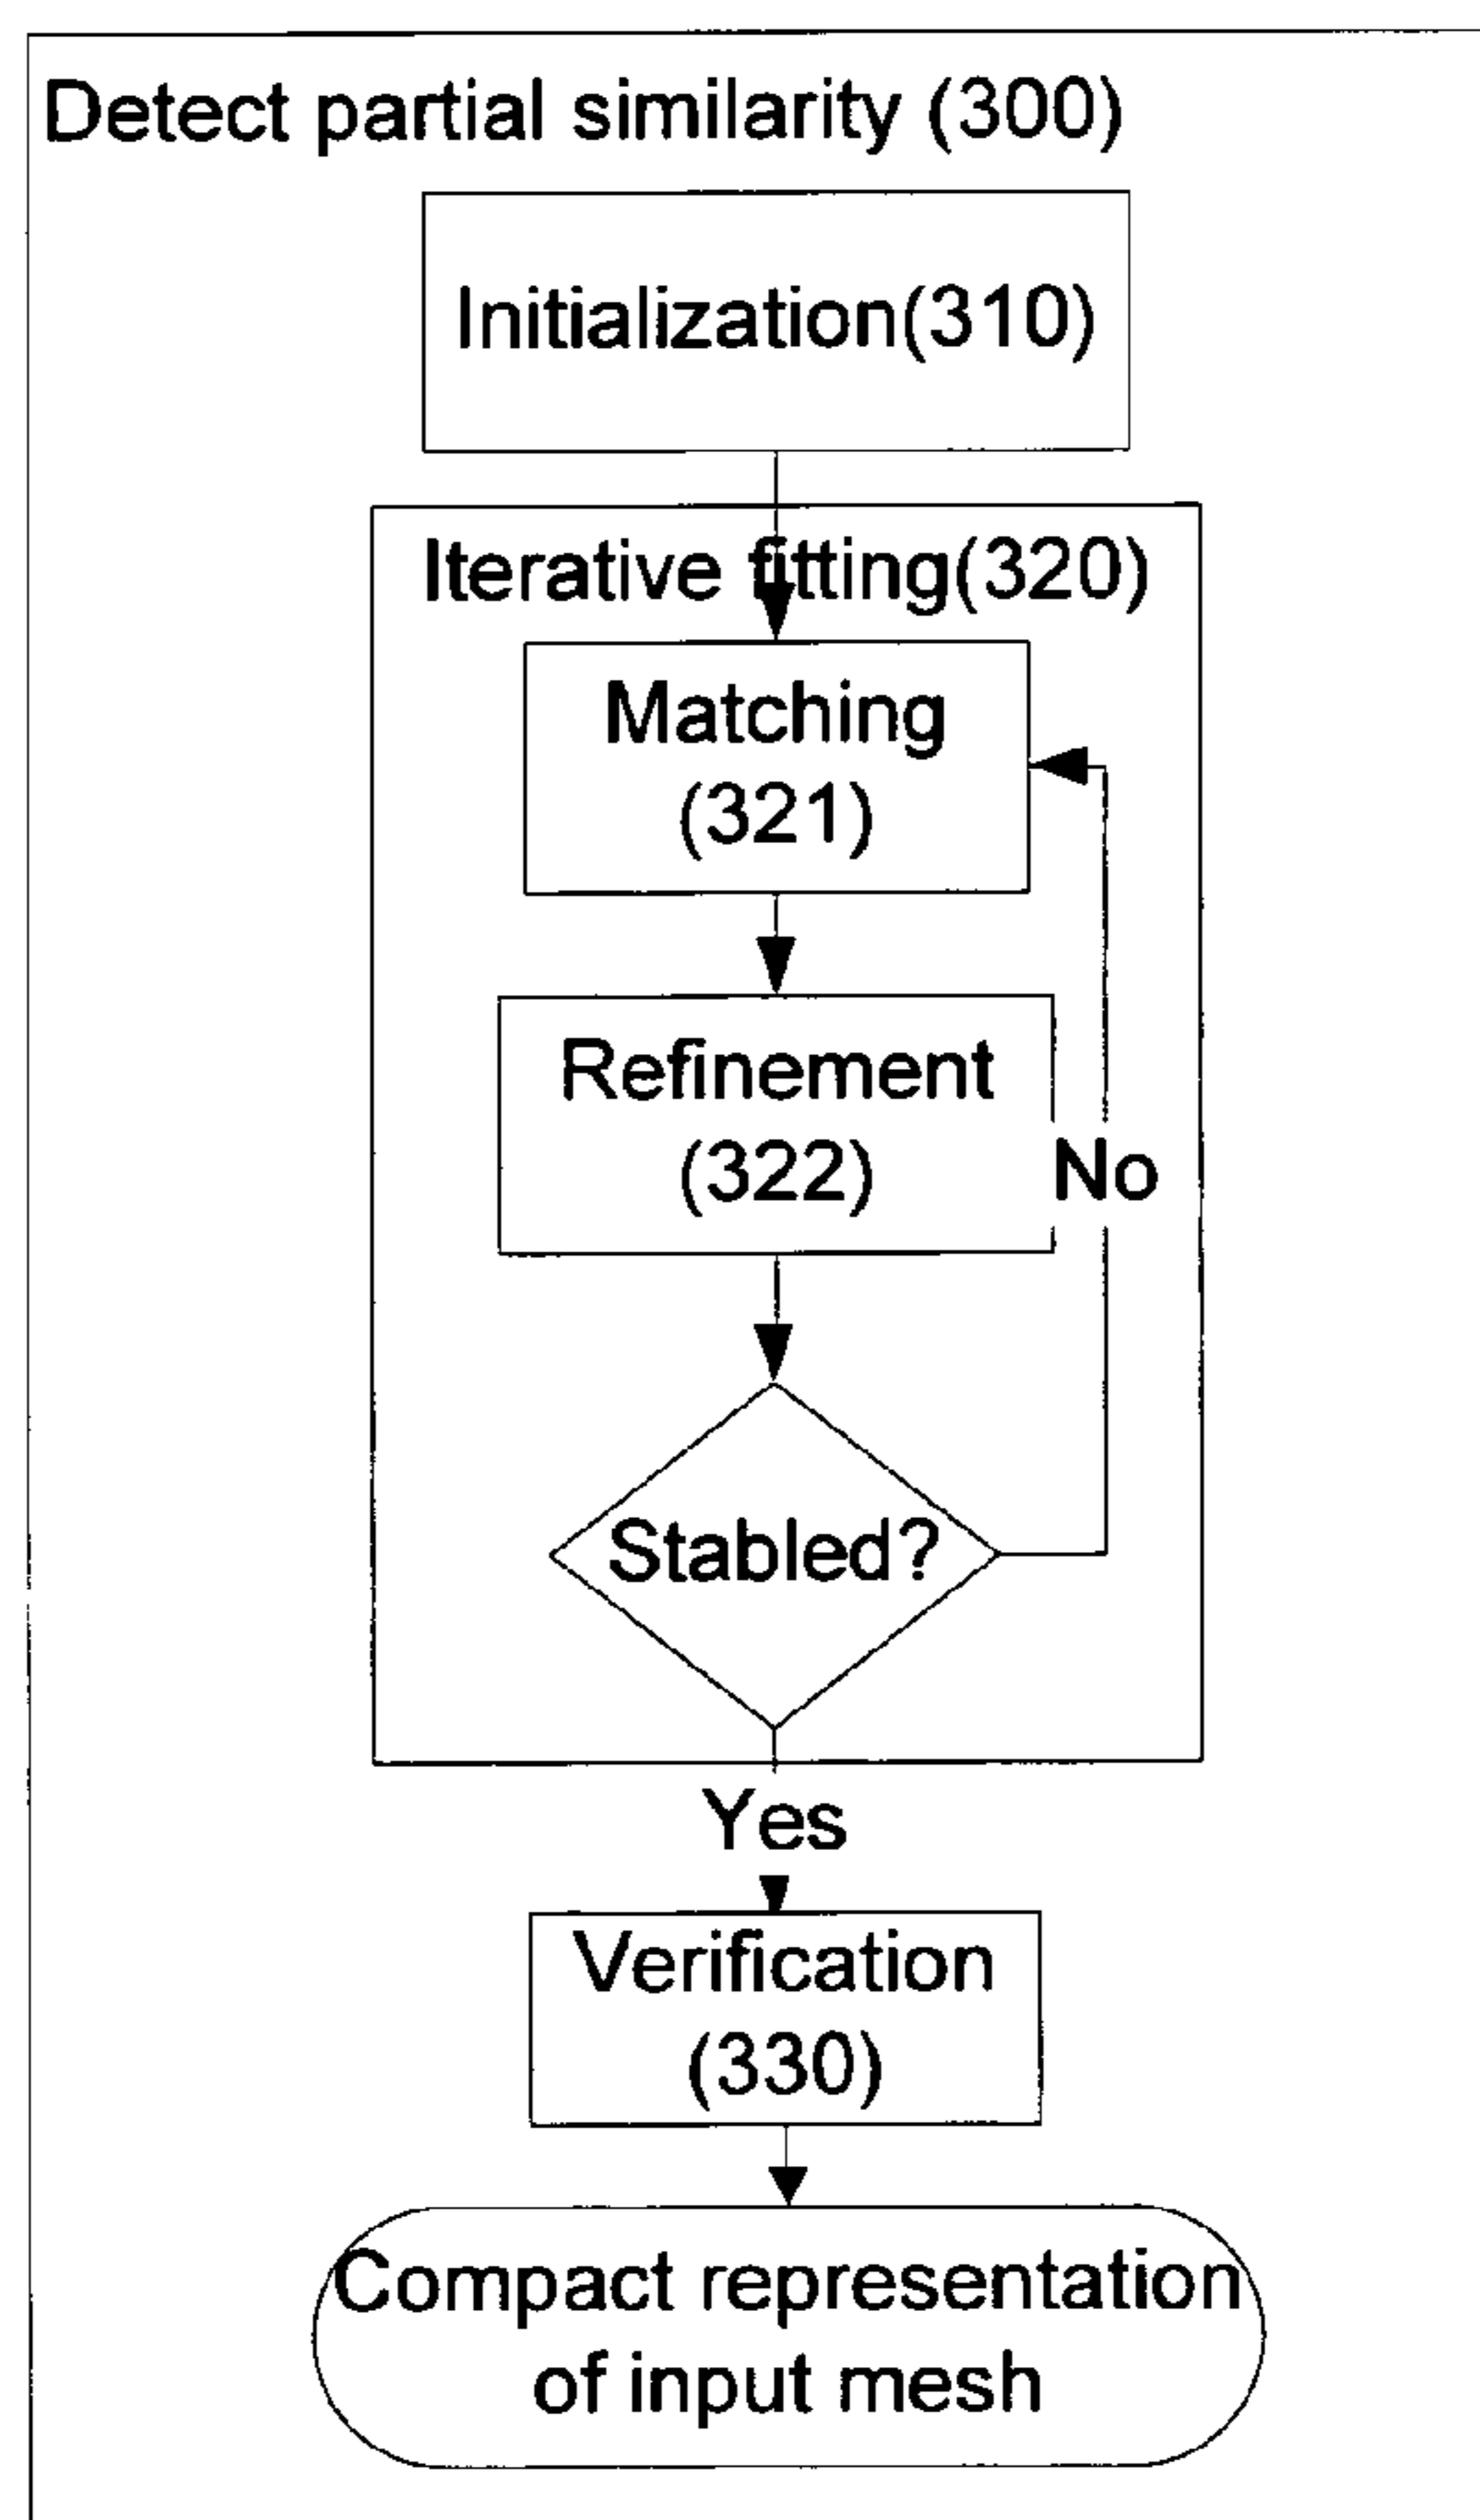 Detect partial similarity (300)
Initialization(310)
Iterative fitting(320)
Matching
(321)
Refinement
(322)
No
Stabled?
Yes
Verification
(330)
Compact representation
of input mesh